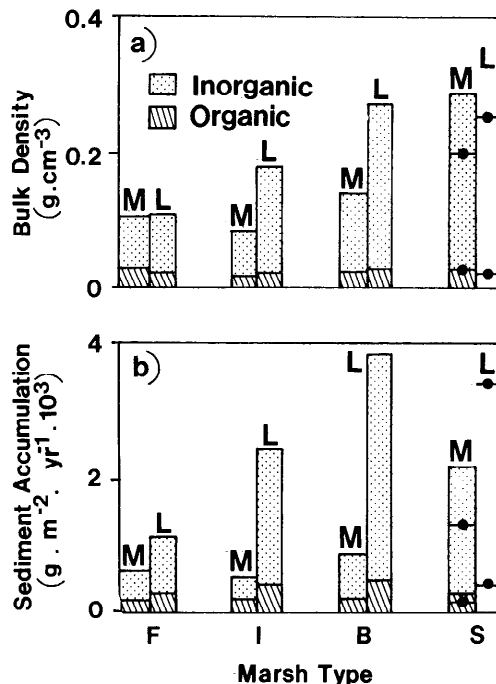 0.4
a)
L
Inorganic
M
L
Organic
Bulk Density
(g.cm-3)
0.2
L
M
M L
M
0
4
b)
L
L
L
M
Sediment Accumulation
(g . m-2. yr-1 . 103)
2
L
M
M
M
0
F I B S
Marsh Type